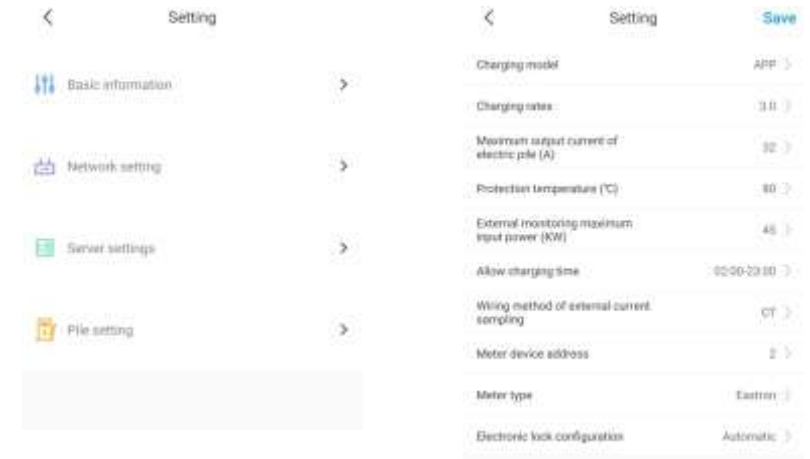 Setting
Basic information
Network setting
Server settings
Pile setting
Setting
Save
Charging model
APP
Charging rates
3.0
Maximum output current of
electric pile (A)
32
Protection temperature (℃)
80
External monitoring maximum
input power (KW)
45
Allow charging time
02:00-23:00
Wiring method of external current
sampling
CT
Meter device address
2
Meter type
Eastron
Electronic lock configuration
Automatic